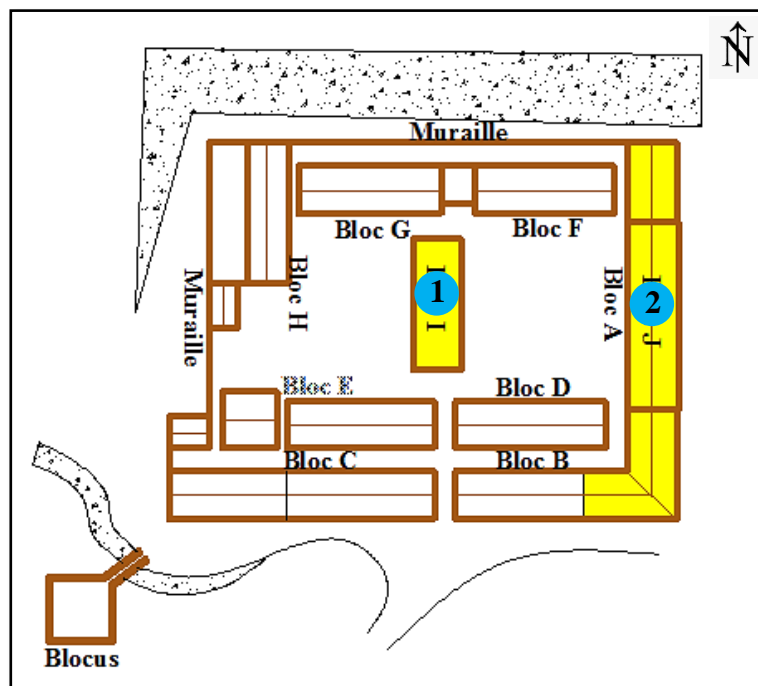 N
Muraille
Bloc G
Bloc F
Bloc H
Muraille
1
I
Bloc A
2
J
Bloc E
Bloc D
Bloc C
Bloc B
Blocus